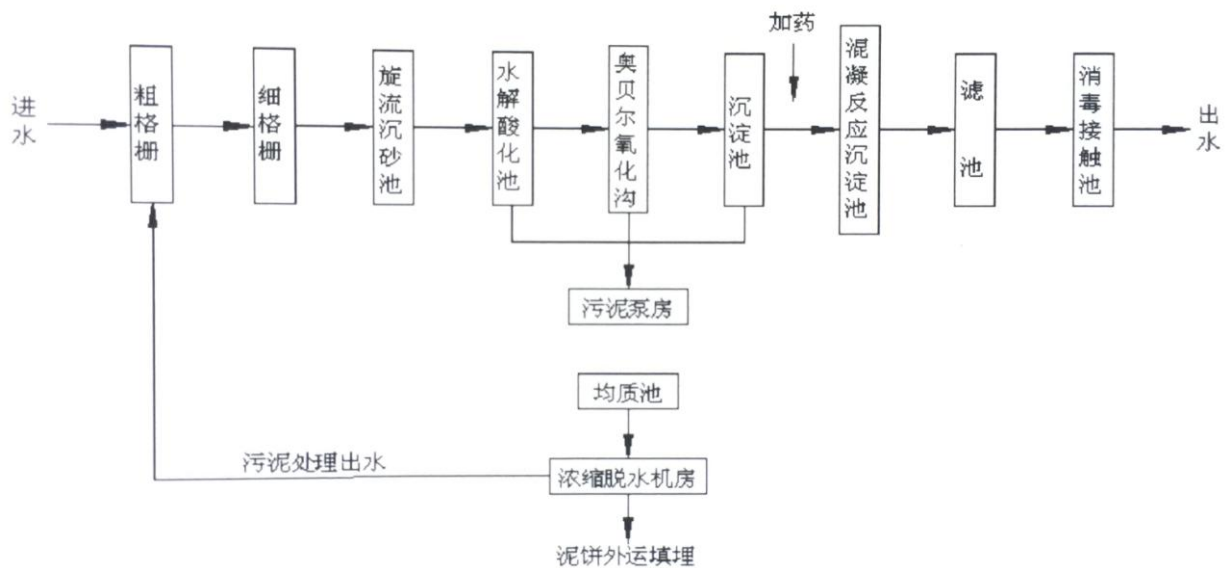 加药
进水
粗格栅
细格栅
旋流沉砂池
水解酸化池
奥贝尔氧化沟
沉淀池
混凝反应沉淀池
滤池
消毒接触池
出水
污泥泵房
均质池
污泥处理出水
浓缩脱水机房
泥饼外运填埋